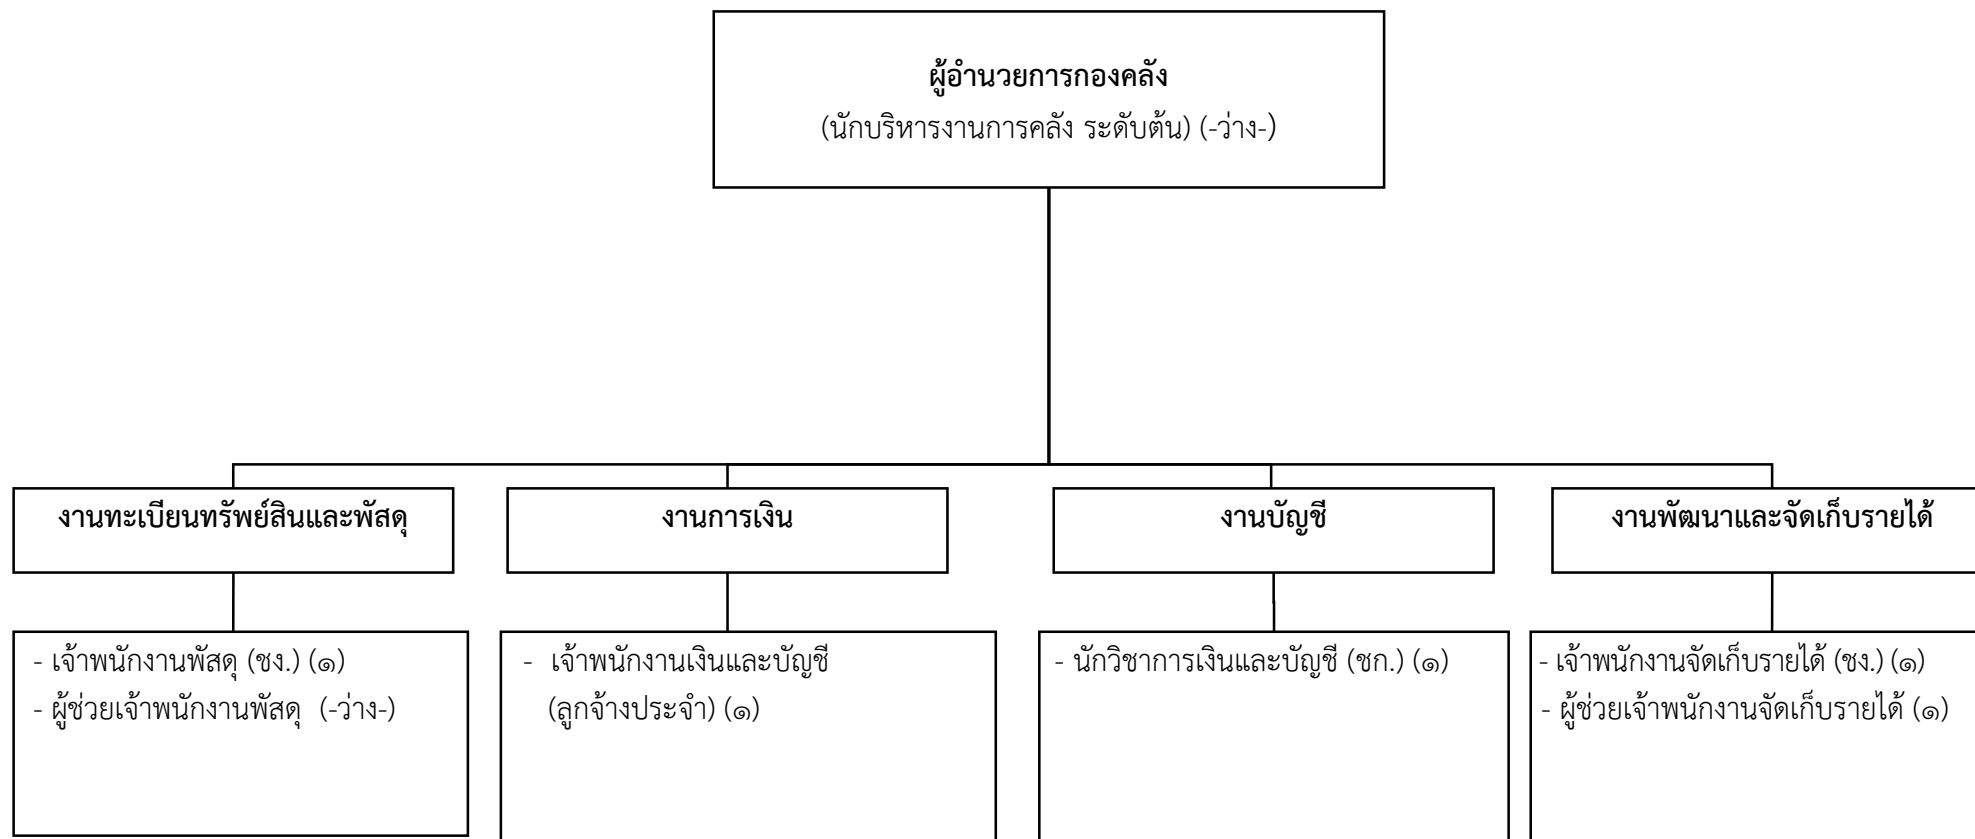 ผู้อำนวยการกองคลัง
(นักบริหารงานการคลัง ระดับต้น) (-ว่าง-)
งานทะเบียนทรัพย์สินและพัสดุ
- เจ้าพนักงานพัสดุ (ชง.) (๑)
- ผู้ช่วยเจ้าพนักงานพัสดุ (-ว่าง-)
งานการเงิน
- เจ้าพนักงานเงินและบัญชี
(ลูกจ้างประจำ) (๑)
งานบัญชี
- นักวิชาการเงินและบัญชี (ชก.) (๑)
งานพัฒนาและจัดเก็บรายได้
- เจ้าพนักงานจัดเก็บรายได้ (ชง.) (๑)
- ผู้ช่วยเจ้าพนักงานจัดเก็บรายได้ (๑)